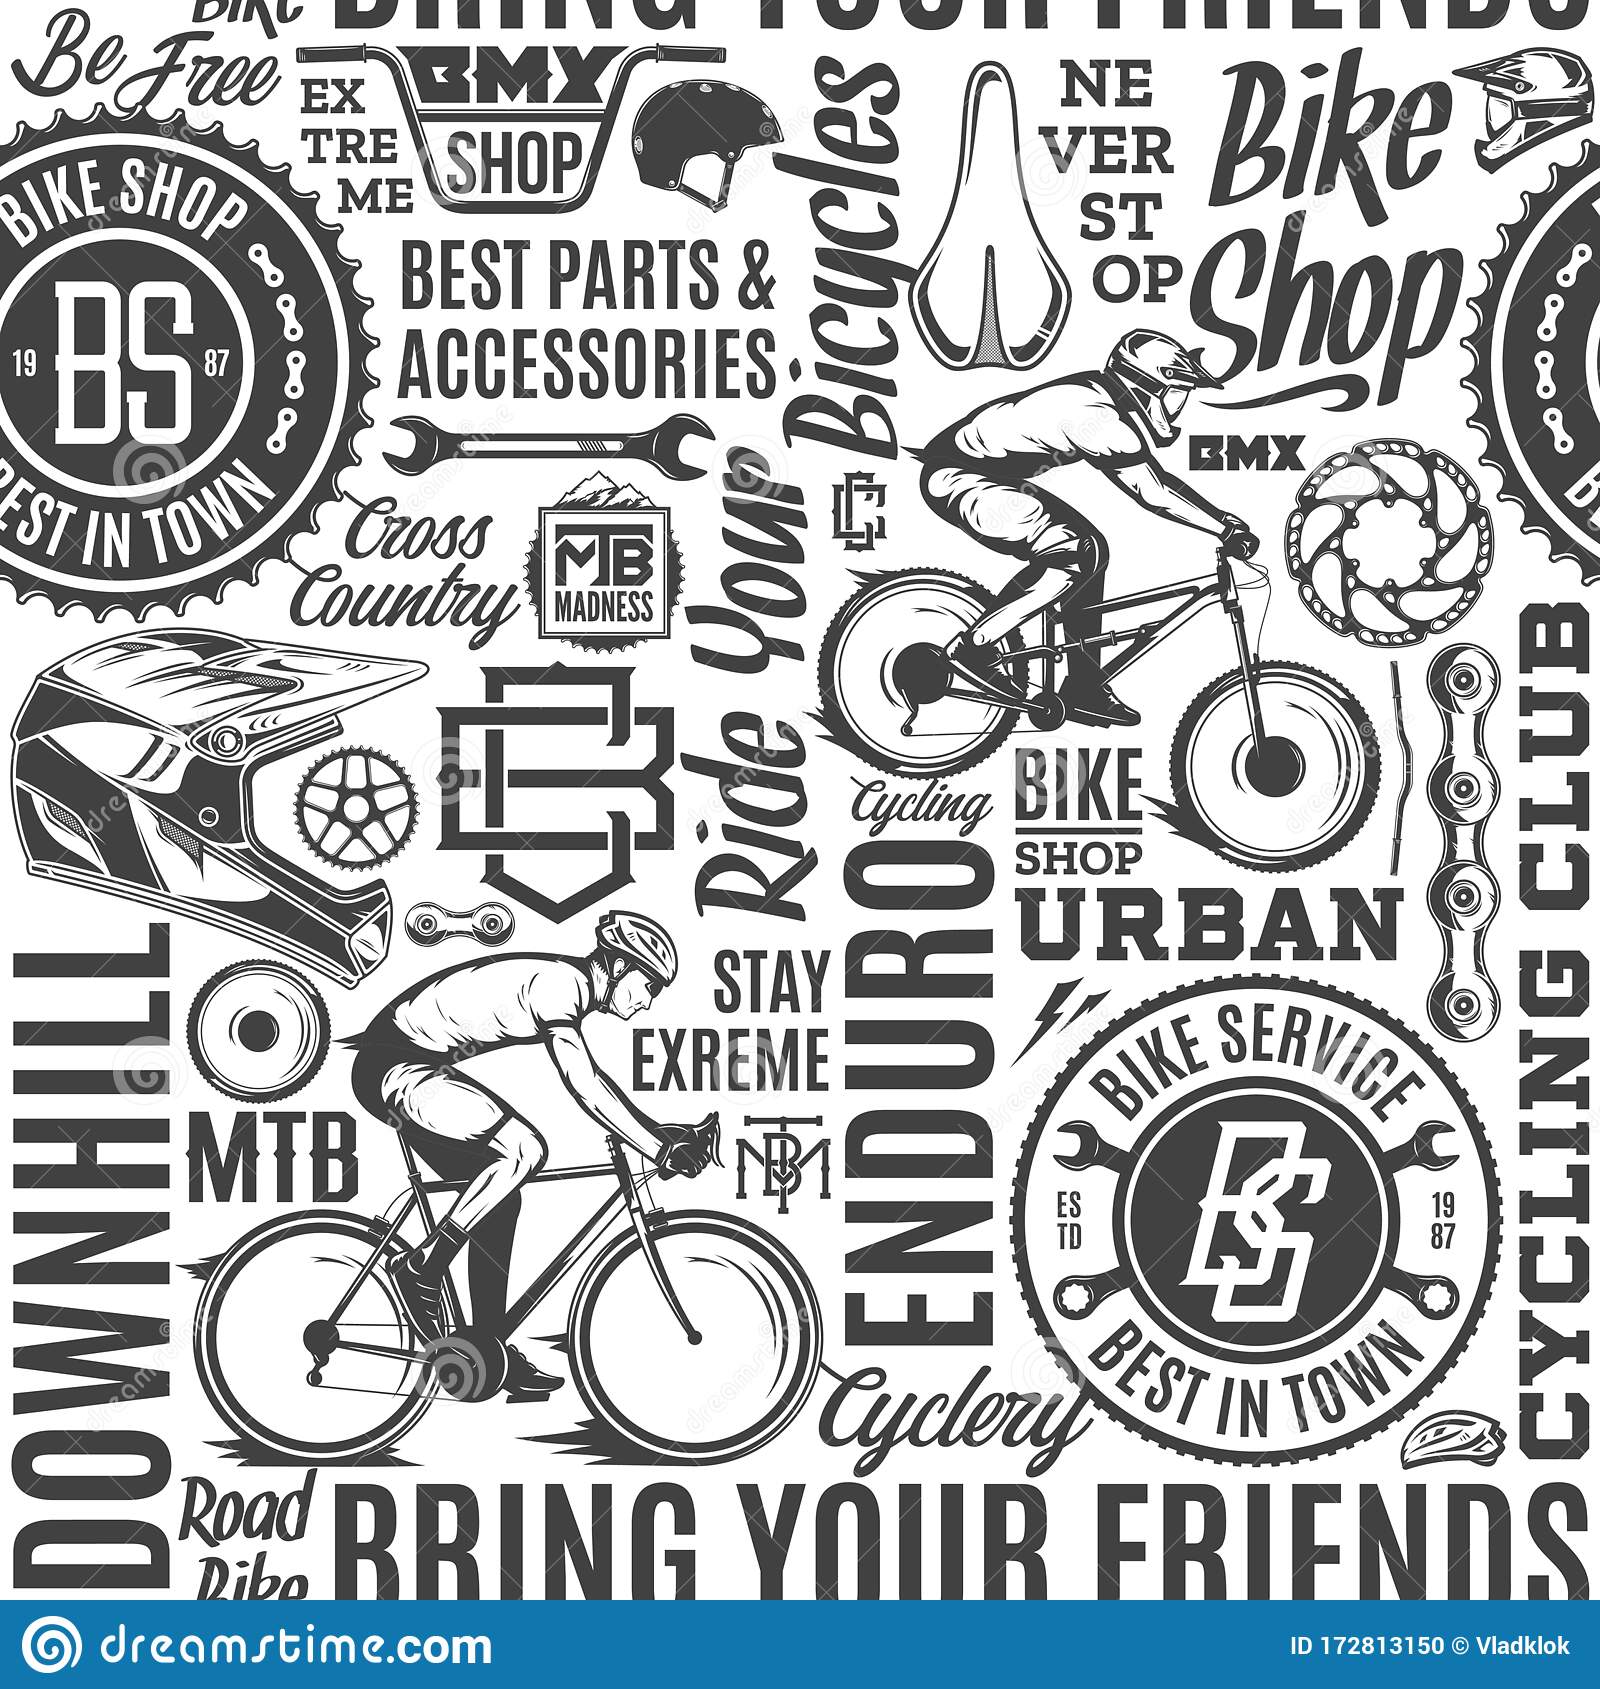 Bike
BRING YOUR FRIENDS
Be Free
EX
TRE
ME
BMX
SHOP
NE
VER
ST
OP
Bike
Shop
BIKE SHOP
19 BS 87
BEST IN TOWN
BEST PARTS &
ACCESSORIES
Ride Your Bicycles
BMX
Cross
Country
MTB
MADNESS
Cycling
BIKE
SHOP
URBAN
ENDURO
CYCLING CLUB
DOWNHILL
MTB
STAY
EXREME
BIKE SERVICE
ES
TD
BS
19
87
BEST IN TOWN
Cyclery
Road
Bike
BRING YOUR FRIENDS
dreamstime.com
ID 172813150 © Vladklok